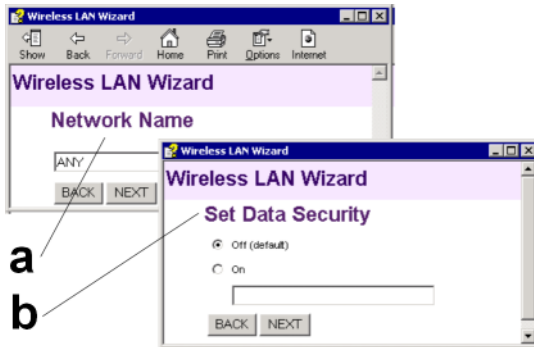 Wireless LAN Wizard
Show Back Forward Home Print Options Internet
Wireless LAN Wizard
Network Name
ANY
BACK NEXT
Wireless LAN Wizard
Wireless LAN Wizard
Set Data Security
Off (default)
On
BACK NEXT
a
b